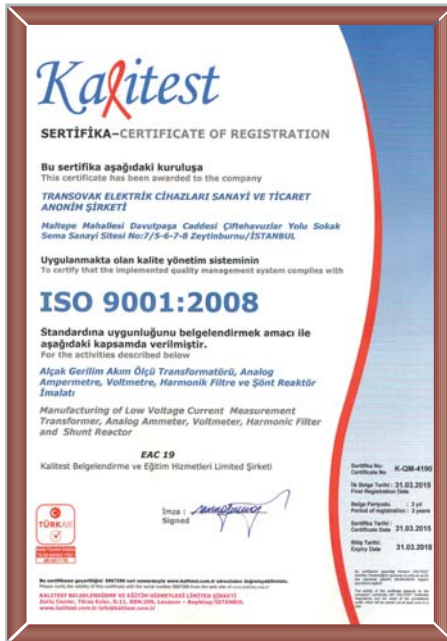 Kalitest
SERTİFİKA–CERTIFICATE OF REGISTRATION
Bu sertifika aşağıdaki kuruluşa
This certificate has been awarded to the company
TRANSOVAK ELEKTRİK CİHAZLARI SANAYİ VE TİCARET
ANONİM ŞİRKETİ
Maltepe Mahallesi Davutpaşa Caddesi Çiftehavuzlar Yolu Sokak
Sema Sanayi Sitesi No:7/5-6-7-8 Zeytinburnu/İSTANBUL
Uygulanmakta olan kalite yönetim sisteminin
To certify that the implemented quality management system complies with
ISO 9001:2008
Standardına uygunluğunu belgelendirmek amacı ile
aşağıdaki kapsamda verilmiştir.
For the activities described below
Alçak Gerilim Akım Ölçü Transformatörü, Analog
Ampermetre, Voltmetre, Harmonik Filtre ve Şönt Reaktör
İmalatı
Manufacturing of Low Voltage Current Measurement
Transformer, Analog Ammeter, Voltmeter, Harmonic Filter
and Shunt Reactor
EAC 19
Kalitest Belgelendirme ve Eğitim Hizmetleri Limited Şirketi
Sertifika No:
Certificate No K-QM-4190
İlk Belge Tarihi : 31.03.2015
First Registration Date
Belge Periyodu : 3 yıl
Period of registration : 3 years
Sertifika Tarihi :
Certificate Date 31.03.2015
Bitiş Tarihi:
Expiry Date 31.03.2018
TÜRKAK
İmza :
Signed
KALİTEST BELGELENDİRME VE EĞİTİM HİZMETLERİ LİMİTED ŞİRKETİ